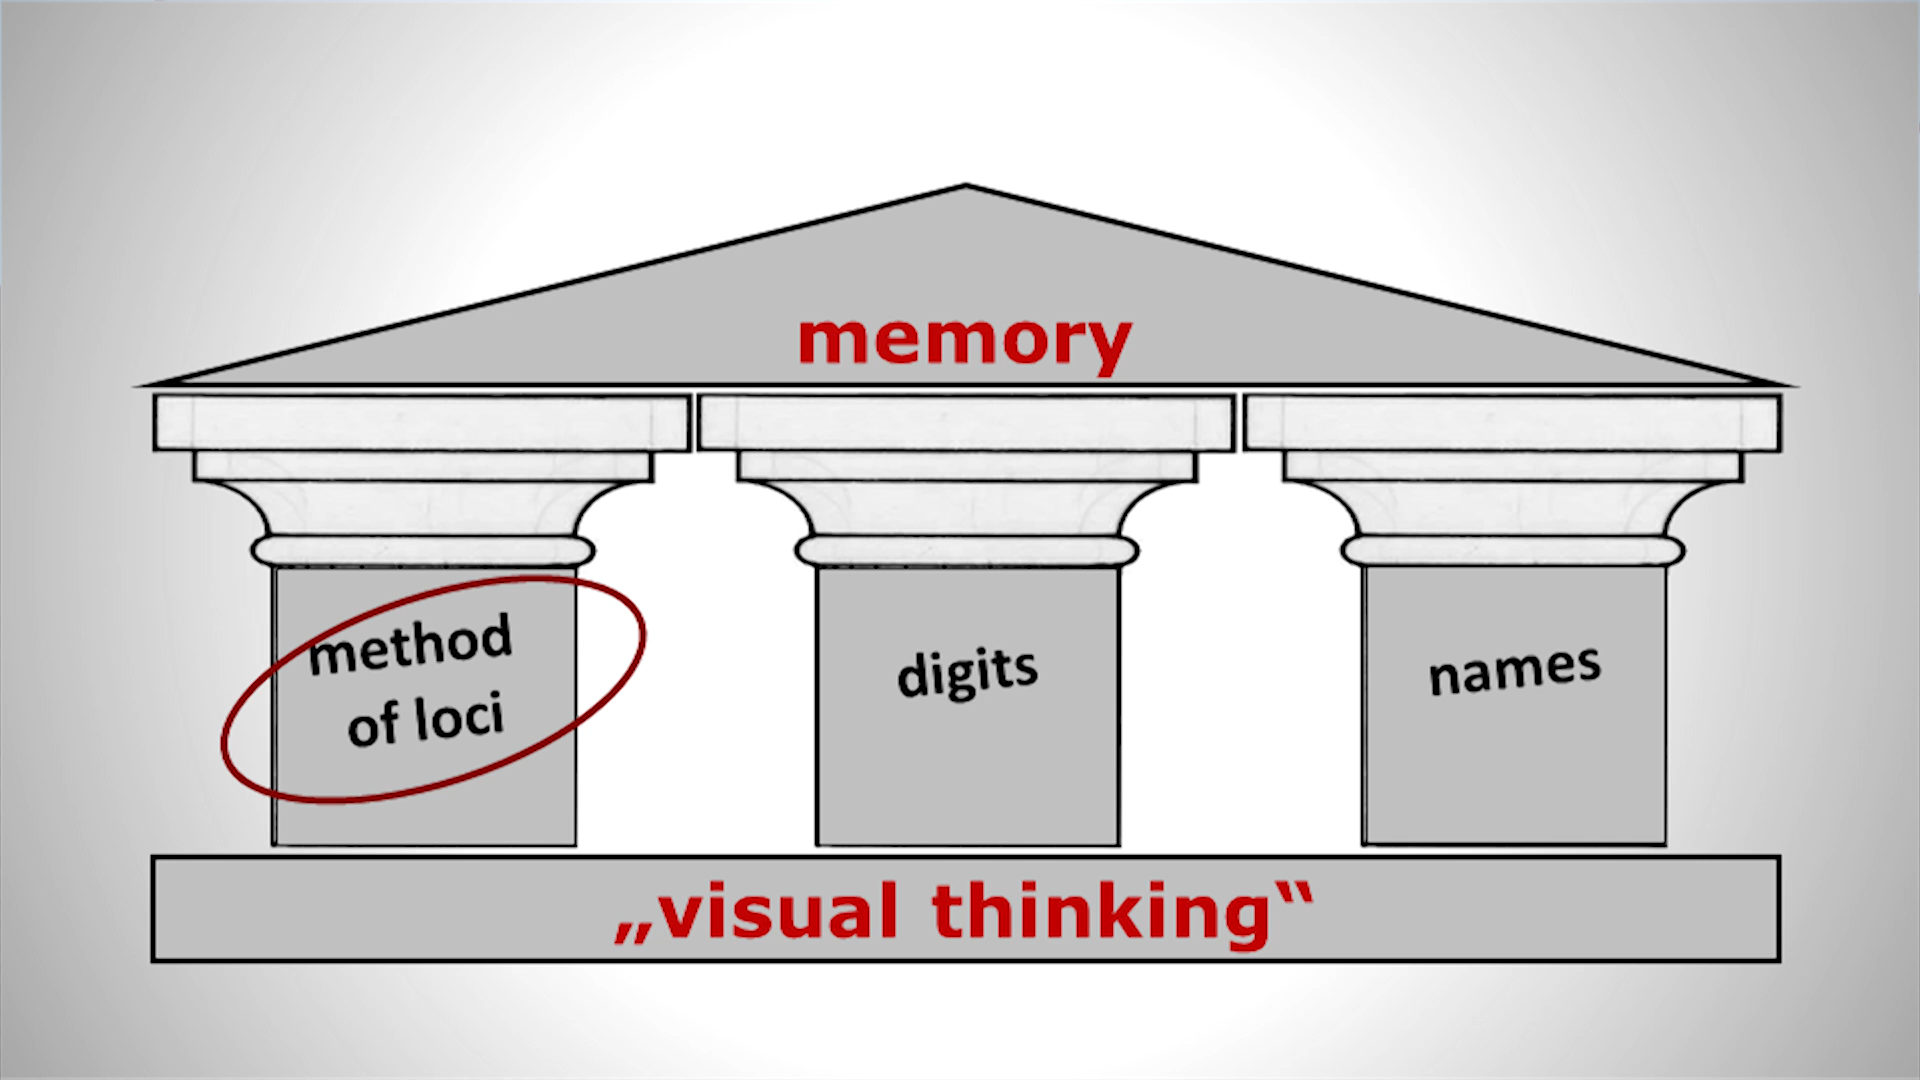 memory
method
of loci
digits
names
„visual thinking“